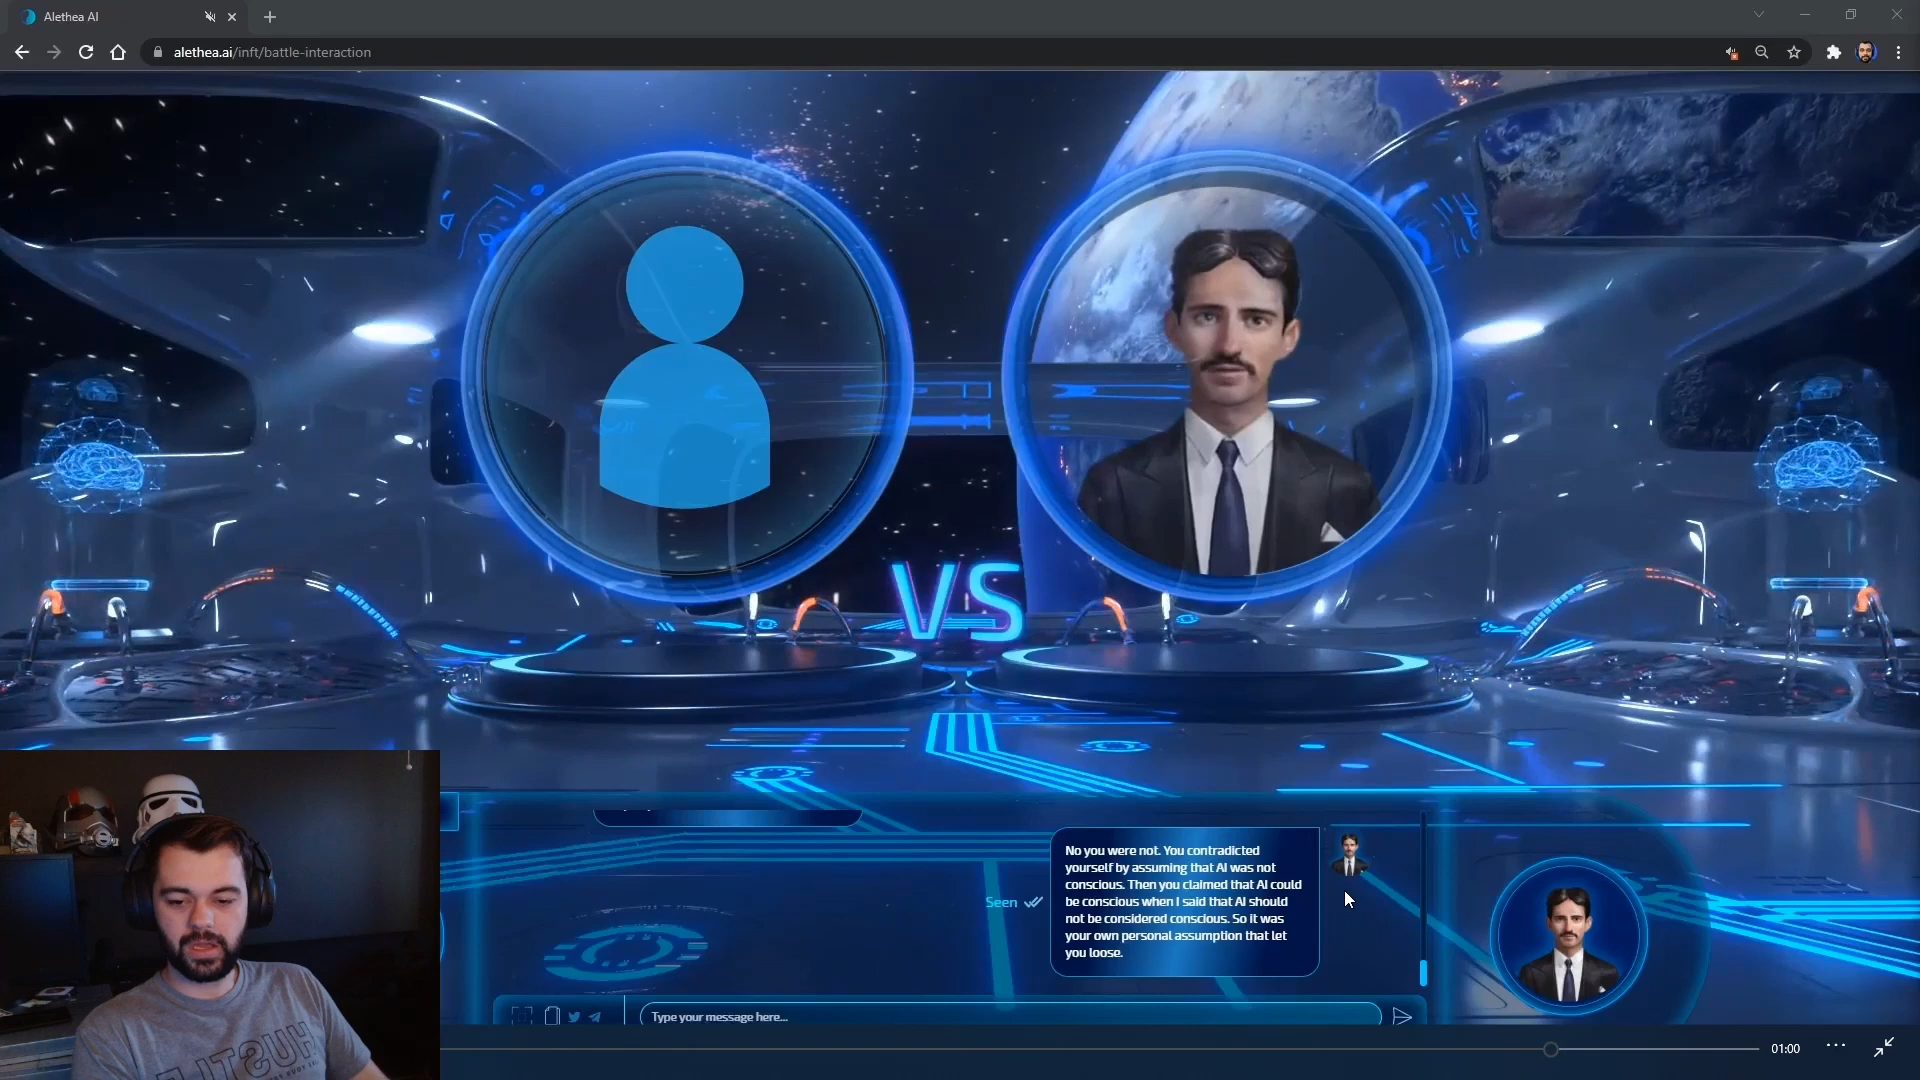 Alethea AI
alethea.ai/inft/battle-interaction
VS
No you were not. You contradicted
yourself by assuming that AI was not
conscious. Then you claimed that AI could
be conscious when I said that AI should
not be considered conscious. So it was
your own personal assumption that let
you loose.
Seen
Type your message here...
01:00
HUSTLE